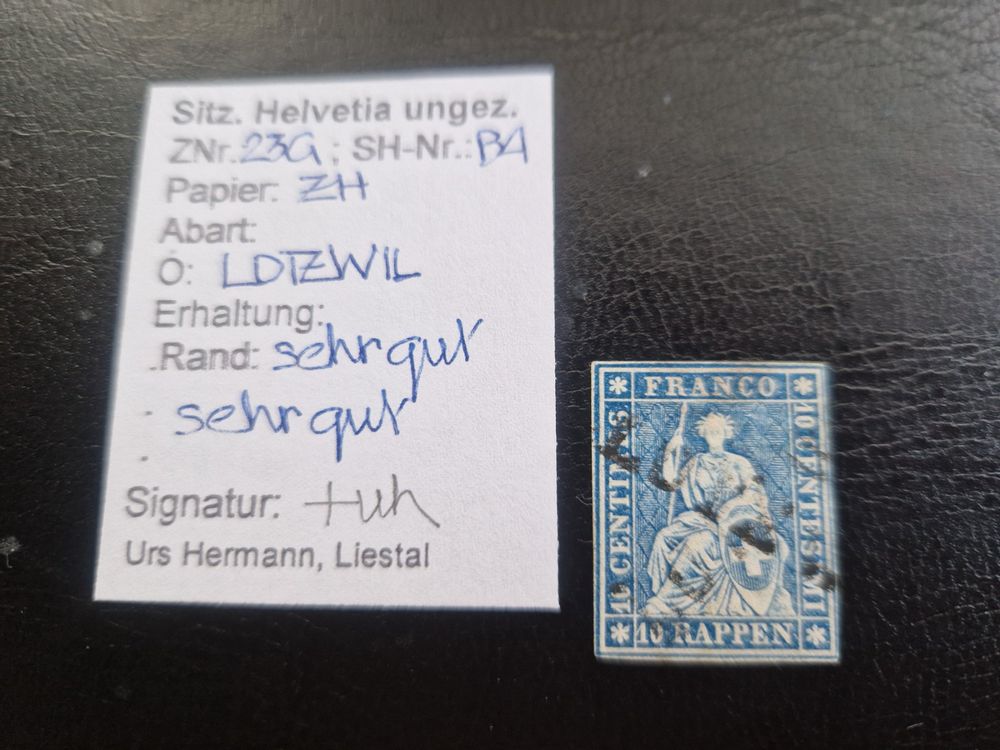 Sitz. Helvetia ungez.
ZNr. 23G ; SH-Nr.: B4
Papier: ZH
Abart:
O: LOTZWIL
Erhaltung:
.Rand: sehr gut
. sehr gut
.
Signatur:
Urs Hermann, Liestal
FRANCO
10 CENTIMES
10 CENTESIMI
10 RAPPEN